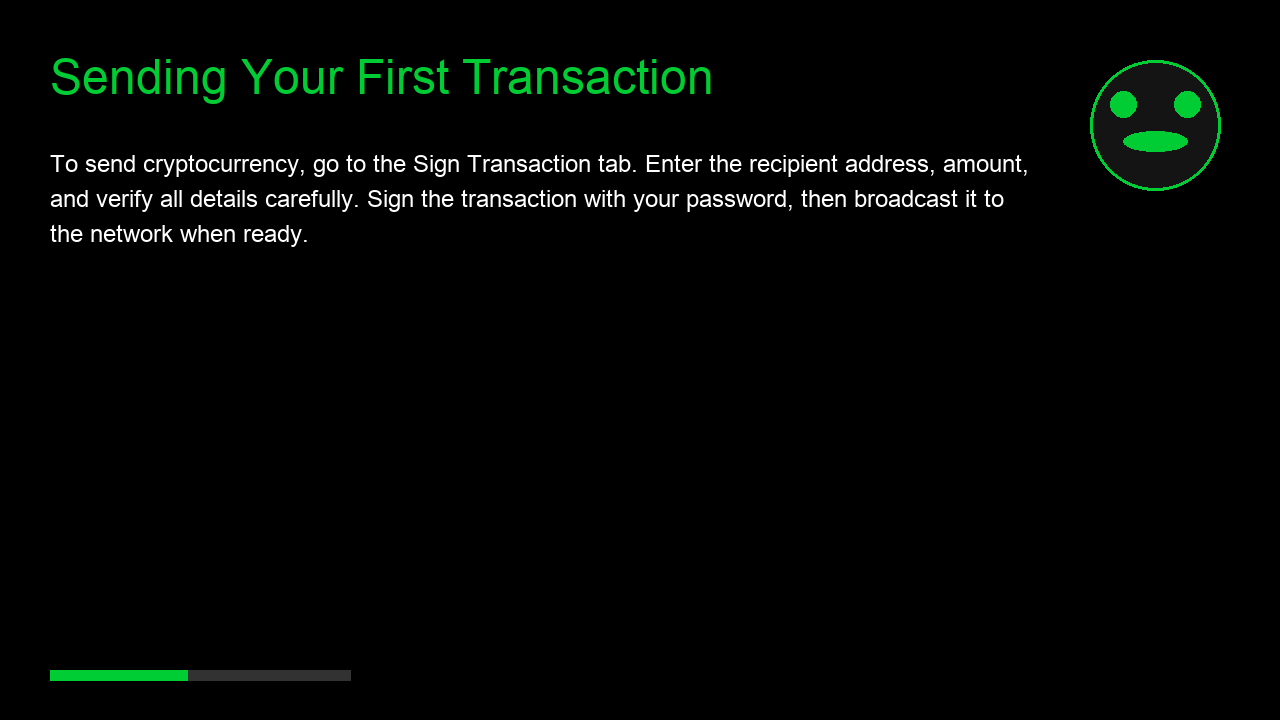 Sending Your First Transaction
To send cryptocurrency, go to the Sign Transaction tab. Enter the recipient address, amount,
and verify all details carefully. Sign the transaction with your password, then broadcast it to
the network when ready.